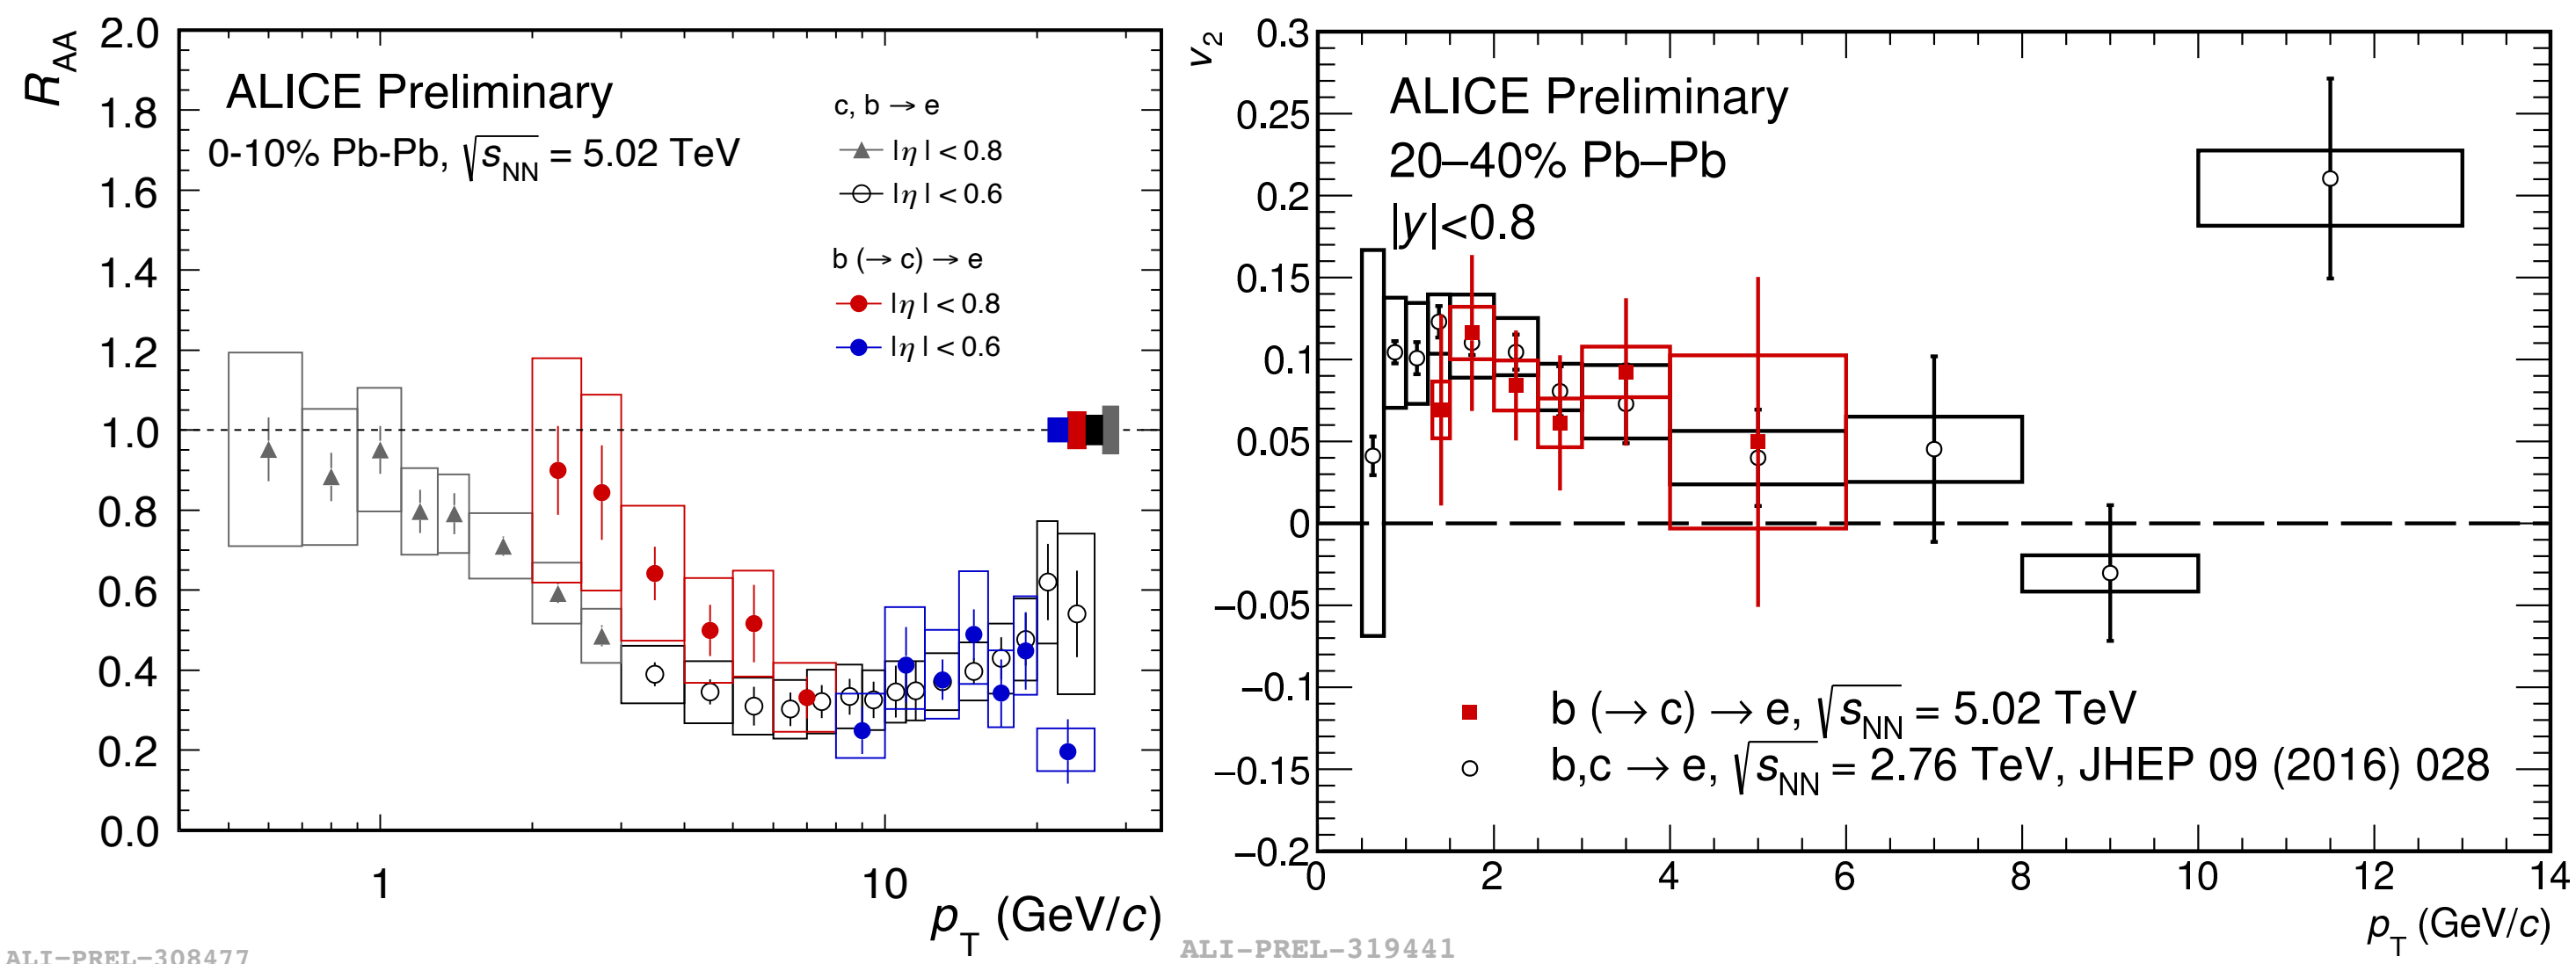 R_AA
2.0
1.8
1.6
1.4
1.2
1.0
0.8
0.6
0.4
0.2
0.0
ALICE Preliminary
0-10% Pb-Pb, √s_NN = 5.02 TeV
c, b → e
|η| < 0.8
|η| < 0.6
b (→ c) → e
|η| < 0.8
|η| < 0.6
1 10
p_T (GeV/c)
ALI-PREL-308477
v_2
0.3
0.25
0.2
0.15
0.1
0.05
0
−0.05
−0.1
−0.15
−0.2
ALICE Preliminary
20–40% Pb–Pb
|y|<0.8
b (→ c) → e, √s_NN = 5.02 TeV
b,c → e, √s_NN = 2.76 TeV, JHEP 09 (2016) 028
0 2 4 6 8 10 12 14
p_T (GeV/c)
ALI-PREL-319441